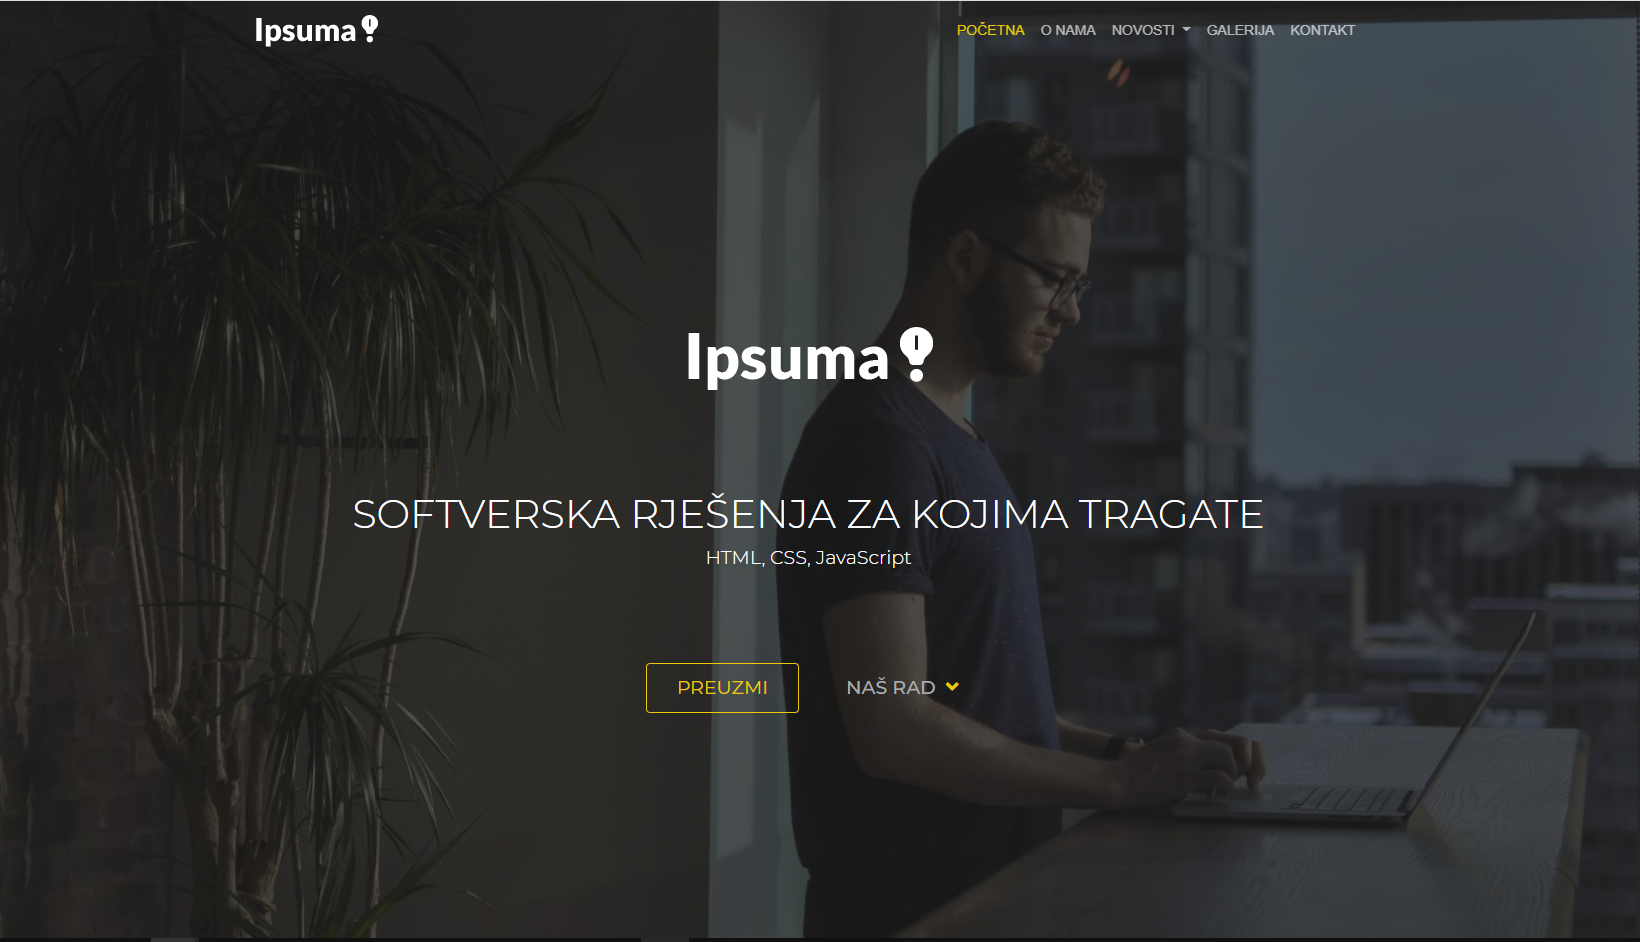 Ipsuma
POČETNA O NAMA NOVOSTI GALERIJA KONTAKT
Ipsuma
SOFTVERSKA RJEŠENJA ZA KOJIMA TRAGATE
HTML, CSS, JavaScript
PREUZMI NAŠ RAD